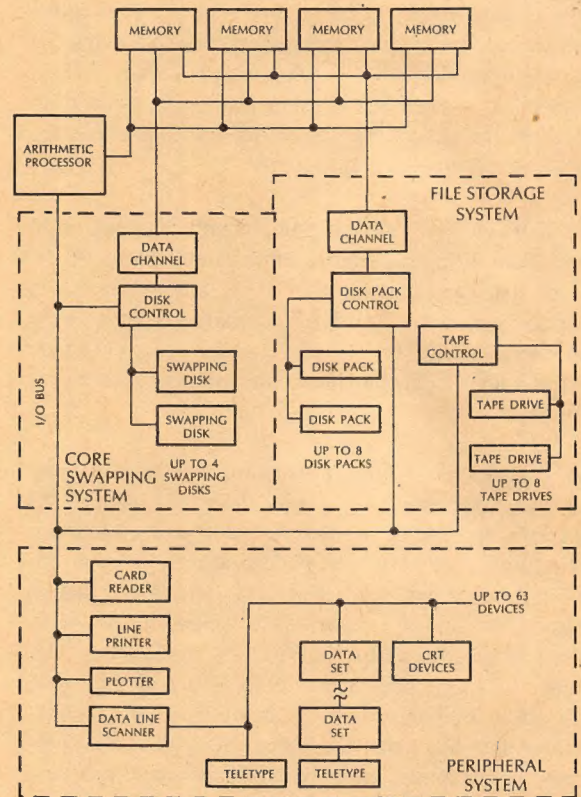 MEMORY
MEMORY
MEMORY
MEMORY
ARITHMETIC
PROCESSOR
FILE STORAGE
SYSTEM
DATA
CHANNEL
DATA
CHANNEL
DISK
CONTROL
DISK PACK
CONTROL
TAPE
CONTROL
SWAPPING
DISK
DISK PACK
I/O BUS
TAPE DRIVE
SWAPPING
DISK
DISK PACK
TAPE DRIVE
CORE
SWAPPING
SYSTEM
UP TO 4
SWAPPING
DISKS
UP TO 8
DISK PACKS
UP TO 8
TAPE DRIVES
CARD
READER
UP TO 63
DEVICES
LINE
PRINTER
DATA
SET
CRT
DEVICES
PLOTTER
DATA LINE
SCANNER
DATA
SET
TELETYPE
TELETYPE
PERIPHERAL
SYSTEM